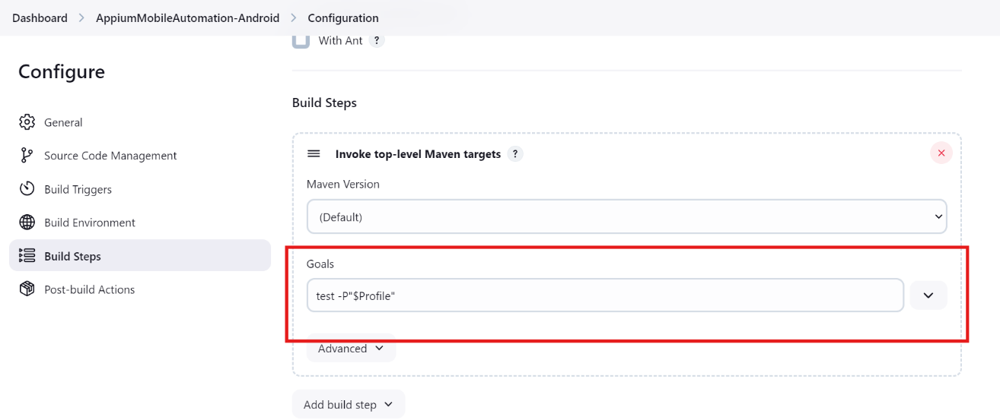 Dashboard > AppiumMobileAutomation-Android > Configuration
With Ant ?
Configure
General
Source Code Management
Build Triggers
Build Environment
Build Steps
Post-build Actions
Build Steps
Invoke top-level Maven targets ?
Maven Version
(Default)
Goals
test -P"$Profile"
Advanced
Add build step